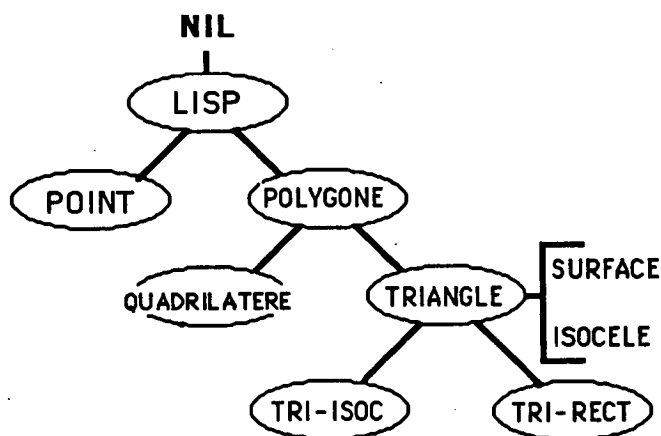 NIL
LISP
POINT
POLYGONE
QUADRILATERE
TRIANGLE
SURFACE
ISOCELE
TRI-ISOC
TRI-RECT